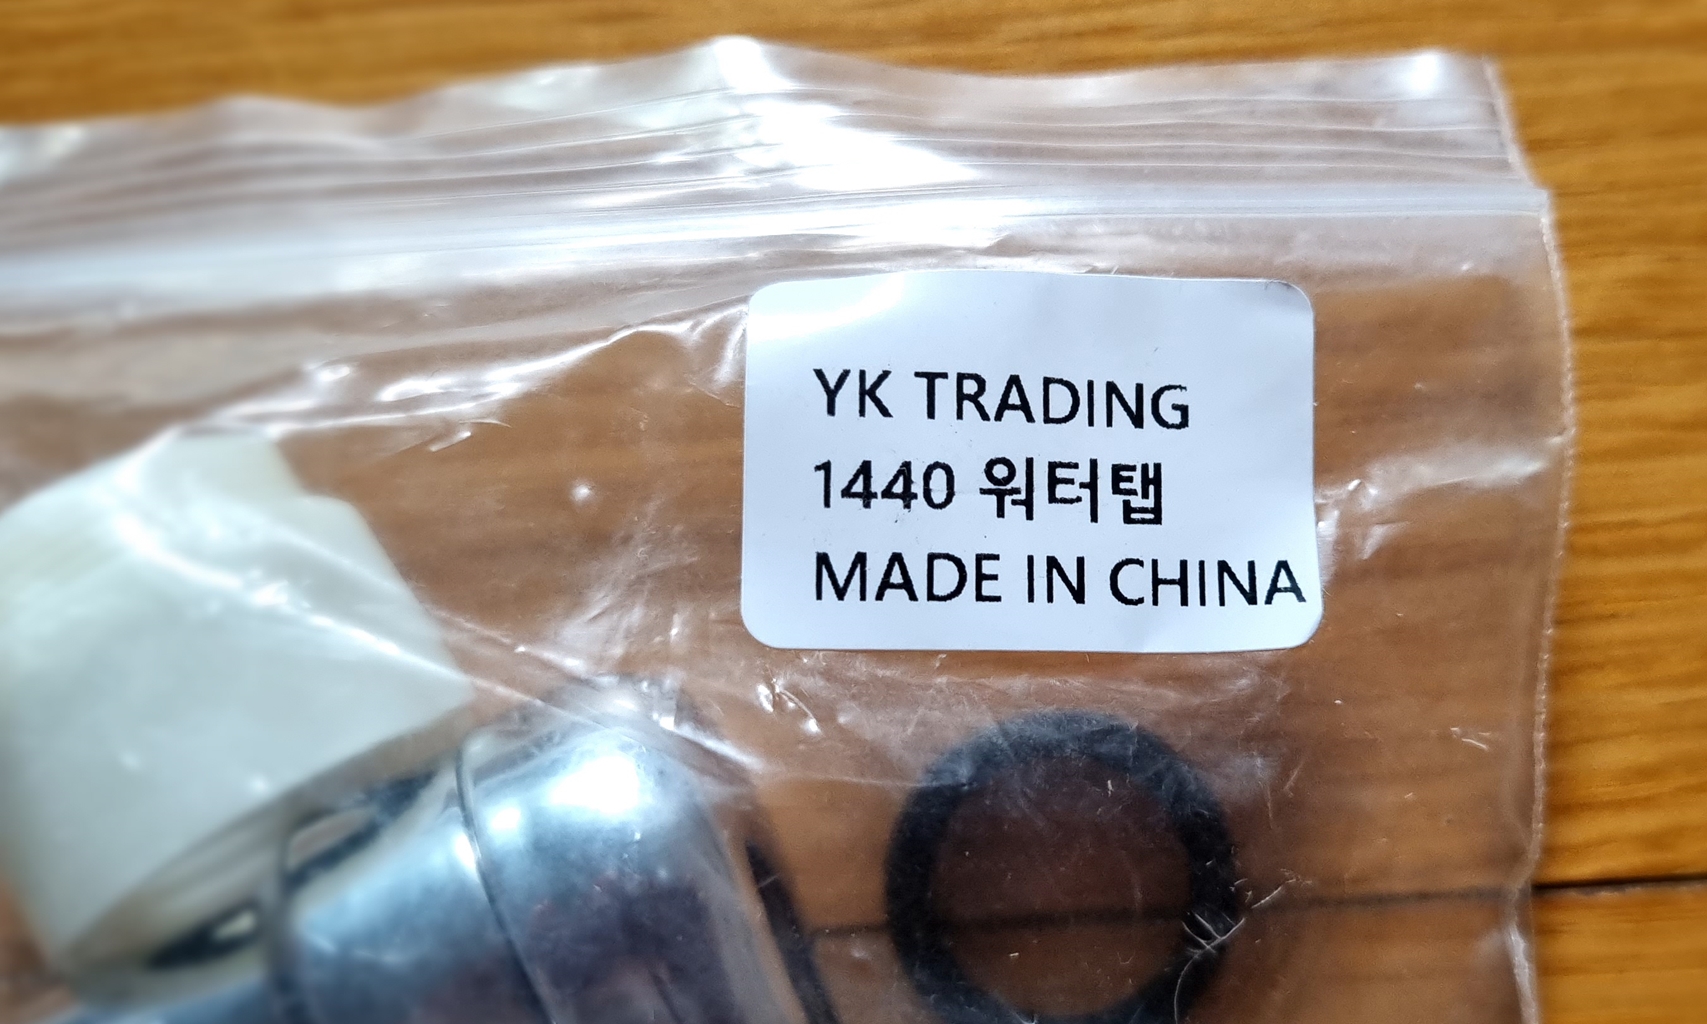 YK TRADING
1440 워터탭
MADE IN CHINA